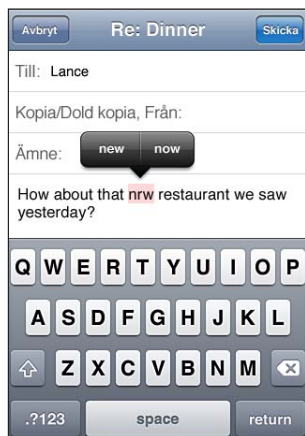 Avbryt Re: Dinner Skicka
Till: Lance
Kopia/Dold kopia, Från:
Ämne:
new now
How about that nrw restaurant we saw
yesterday?
Q W E R T Y U I O P
A S D F G H J K L
Z X C V B N M
.?123 space return